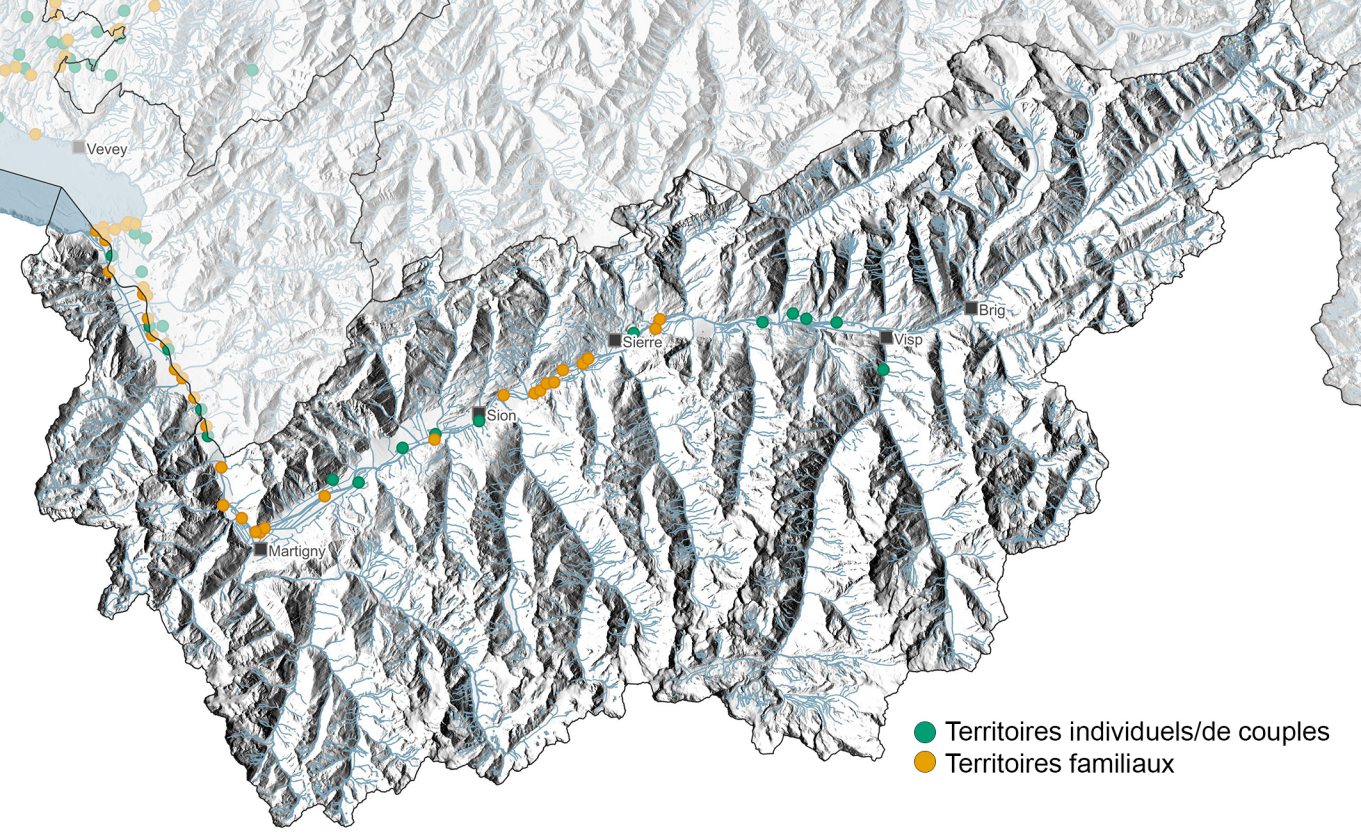 Vevey
Brig
Visp
Sierre
Sion
Martigny
Territoires individuels/de couples
Territoires familiaux